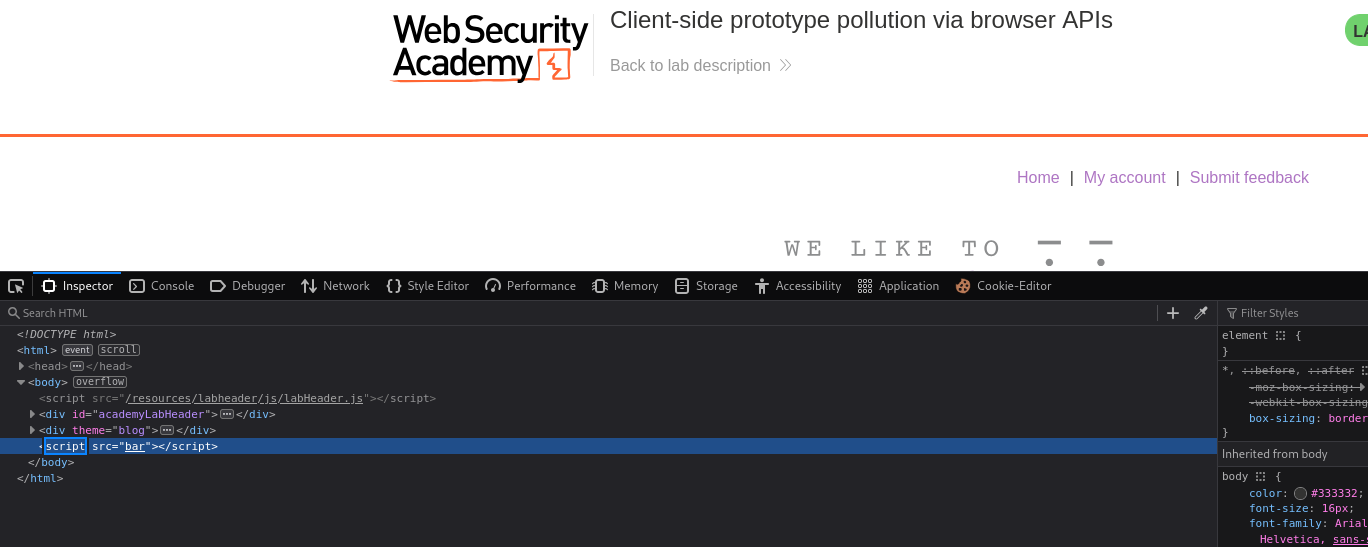 Web Security
Academy
Client-side prototype pollution via browser APIs
Back to lab description
LA
Home | My account | Submit feedback
WE LIKE TO
Inspector Console Debugger Network Style Editor Performance Memory Storage Accessibility Application Cookie-Editor
Search HTML
Filter Styles
<!DOCTYPE html>
<html> event scroll
<head> ••• </head>
<body> overflow
<script src="/resources/labheader/js/labHeader.js"></script>
<div id="academyLabHeader"> ••• </div>
<div theme="blog"> ••• </div>
<script src="bar"></script>
</body>
</html>
element {
}
*, ::before, ::after {
-moz-box-sizing:
-webkit-box-sizing
box-sizing: border
}
Inherited from body
body {
color: #333332;
font-size: 16px;
font-family: Arial
Helvetica, sans-s